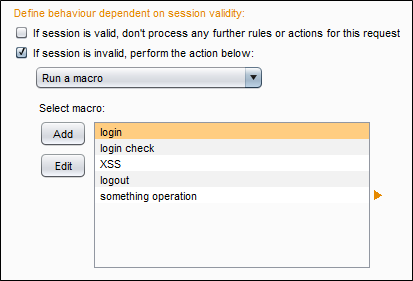 Define behaviour dependent on session validity:
If session is valid, don't process any further rules or actions for this request
If session is invalid, perform the action below:
Run a macro
Select macro:
Add
Edit
login
login check
XSS
logout
something operation